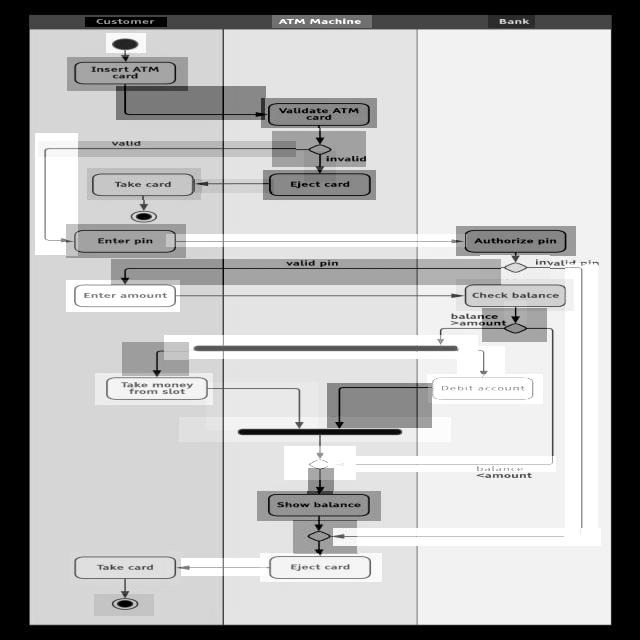 Customer
ATM Machine
Bank
Insert ATM
card
Validate ATM
card
valid
invalid
Take card
Eject card
Enter pin
Authorize pin
valid pin
invalid pin
Enter amount
Check balance
balance
>amount
Take money
from slot
Debit account
balance
<amount
Show balance
Take card
Eject card